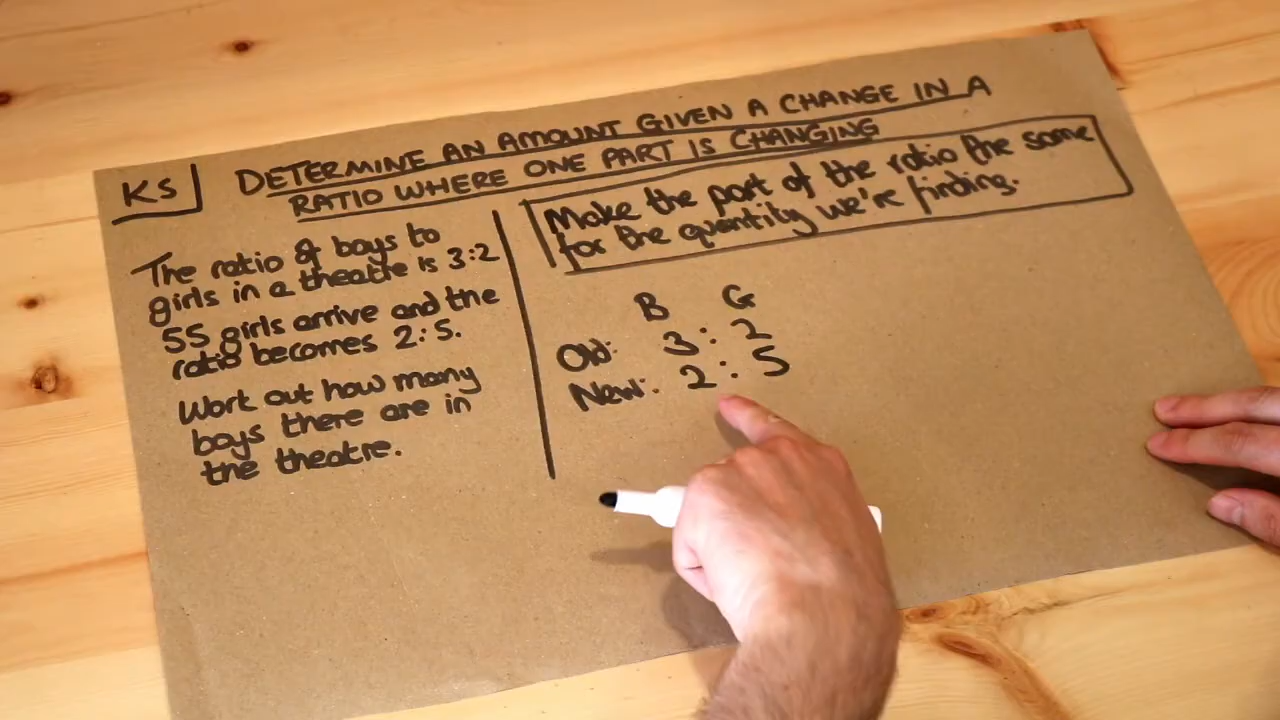 KS
DETERMINE AN AMOUNT GIVEN A CHANGE IN A
RATIO WHERE ONE PART IS CHANGING
The ratio of boys to
girls in a theatre is 3:2
55 girls arrive and the
ratio becomes 2:5.
Work out how many
boys there are in
the theatre.
Make the part of the ratio the same
for the quantity we're finding.
B G
Old: 3 : 2
New: 2 : 5